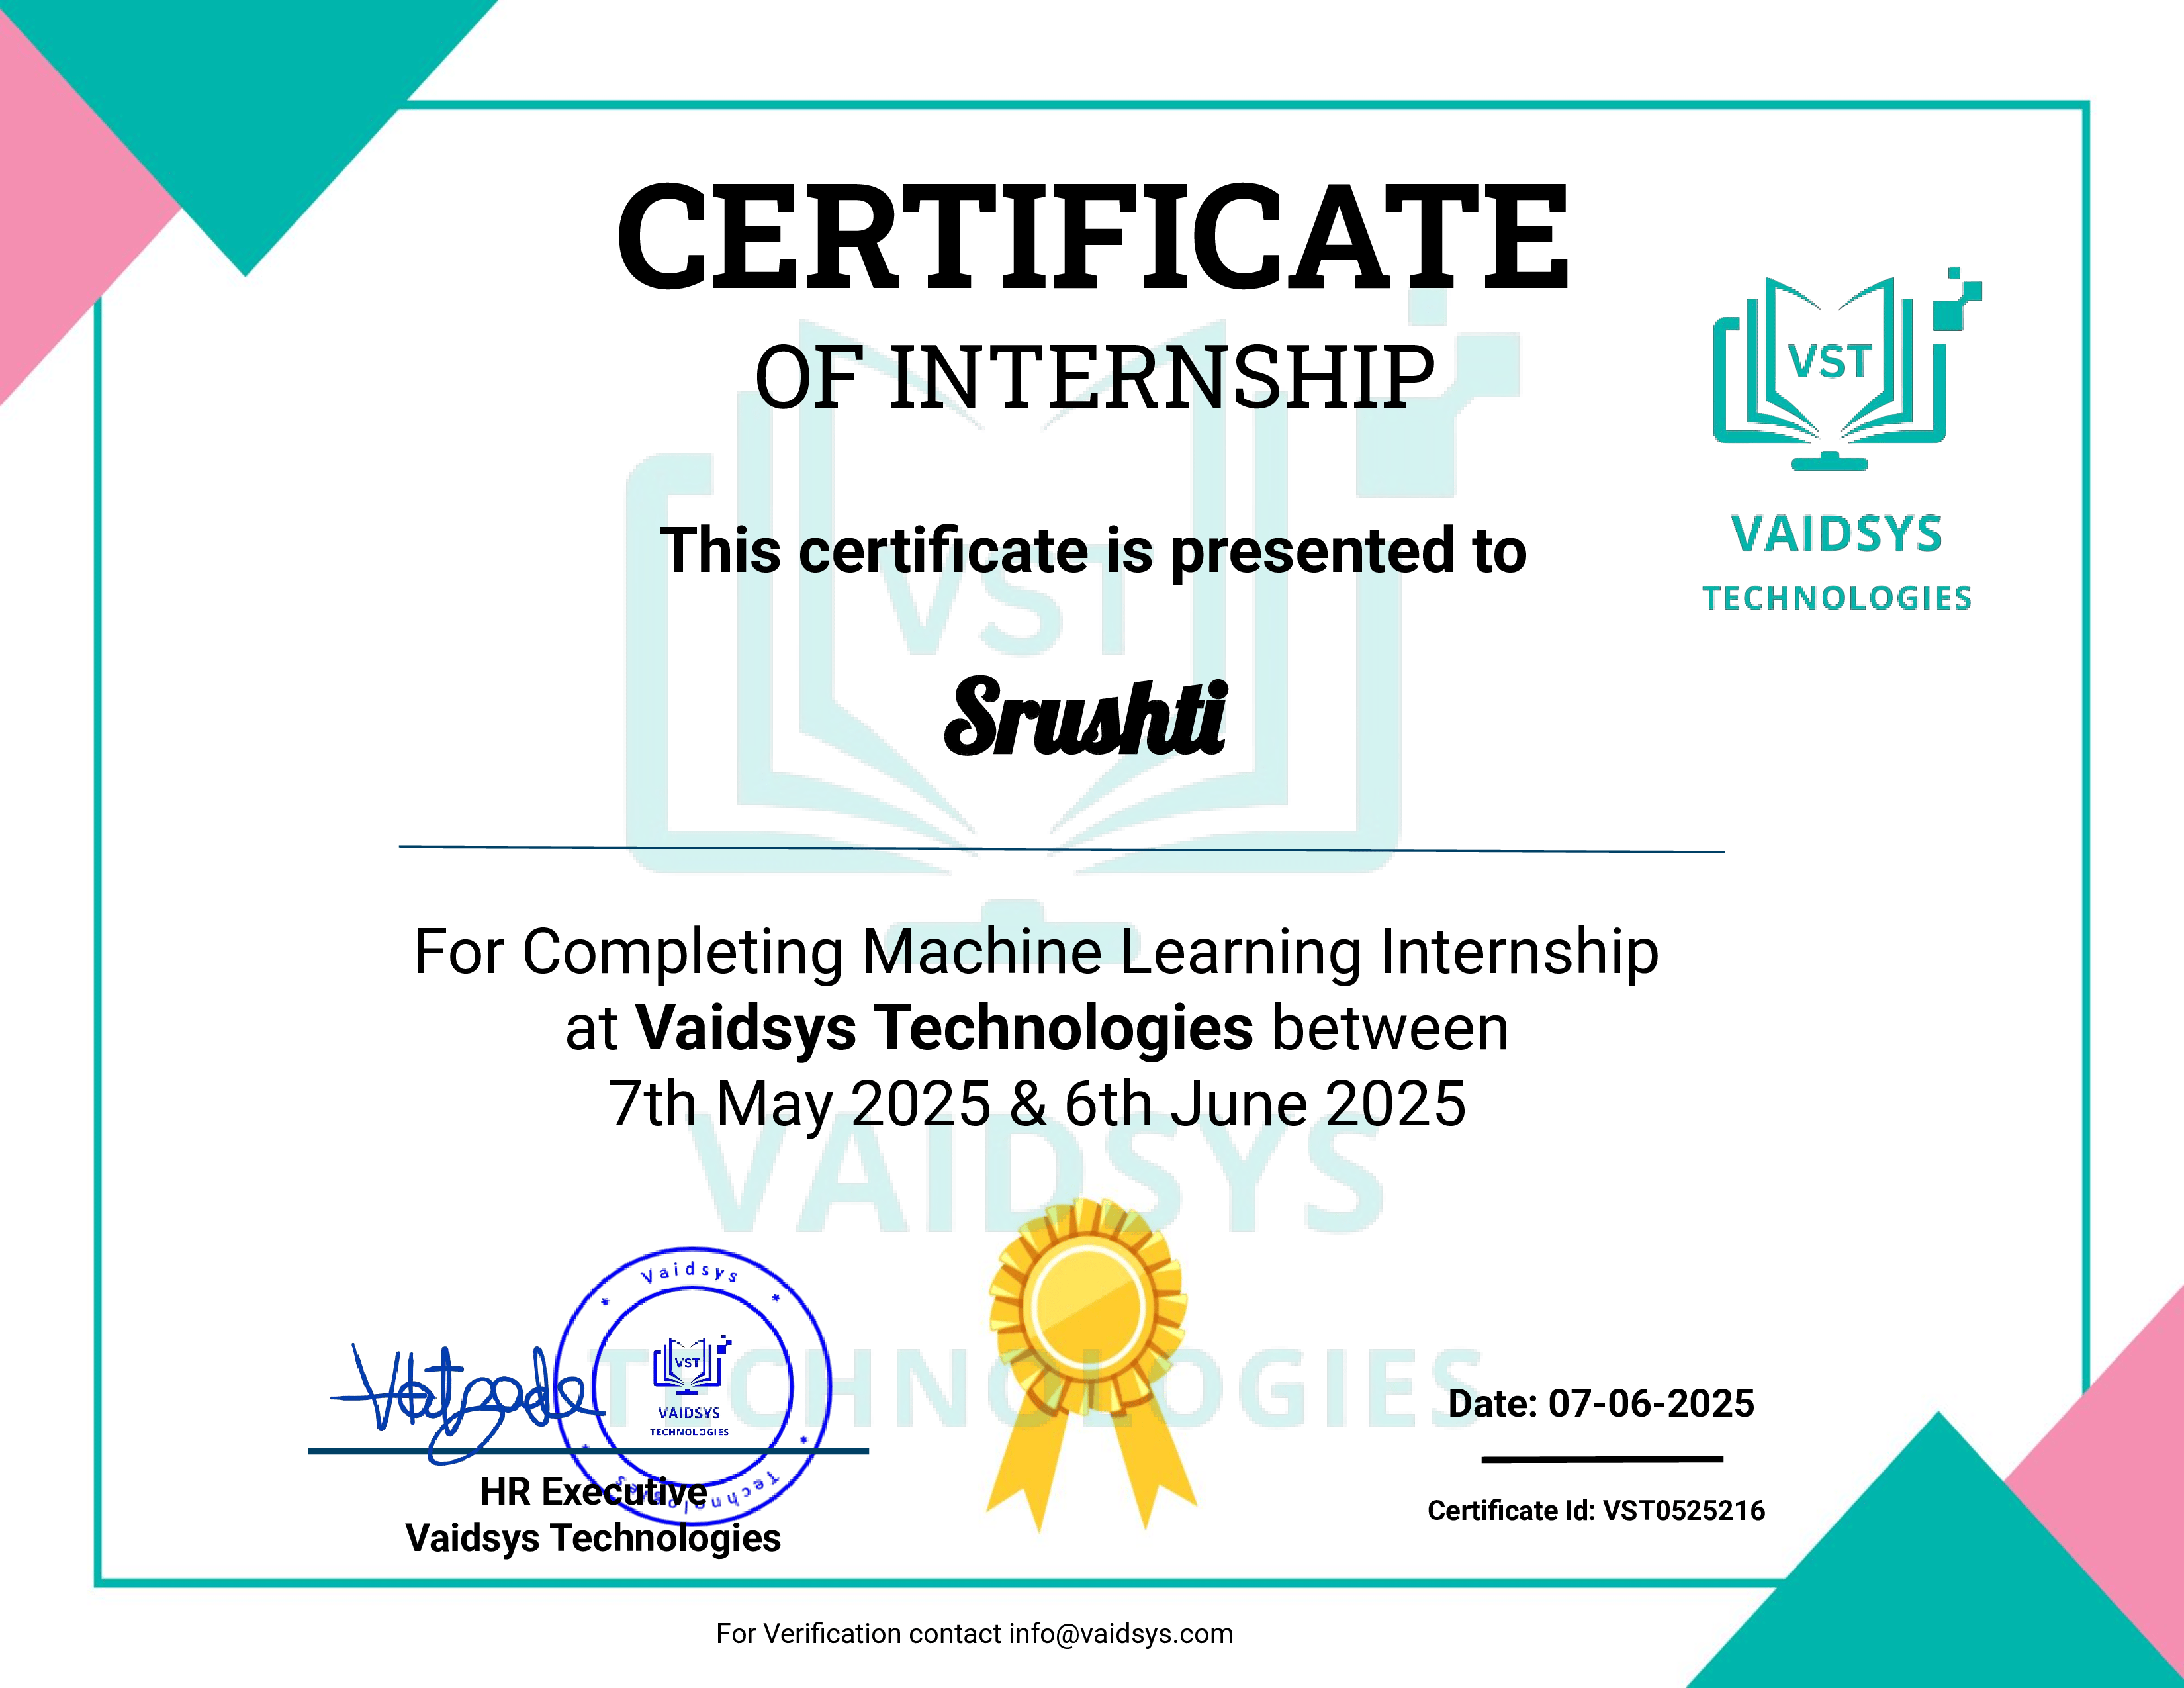 CERTIFICATE
OF INTERNSHIP
VST
VAIDSYS
TECHNOLOGIES
This certificate is presented to
VST
Srushti
For Completing Machine Learning Internship
at Vaidsys Technologies between
7th May 2025 & 6th June 2025
VAIDSYS
TECHNOLOGIES
Vaidsys
VST
VAIDSYS
TECHNOLOGIES
Technologies
HR Executive
Vaidsys Technologies
Date: 07-06-2025
Certificate Id: VST0525216
For Verification contact info@vaidsys.com